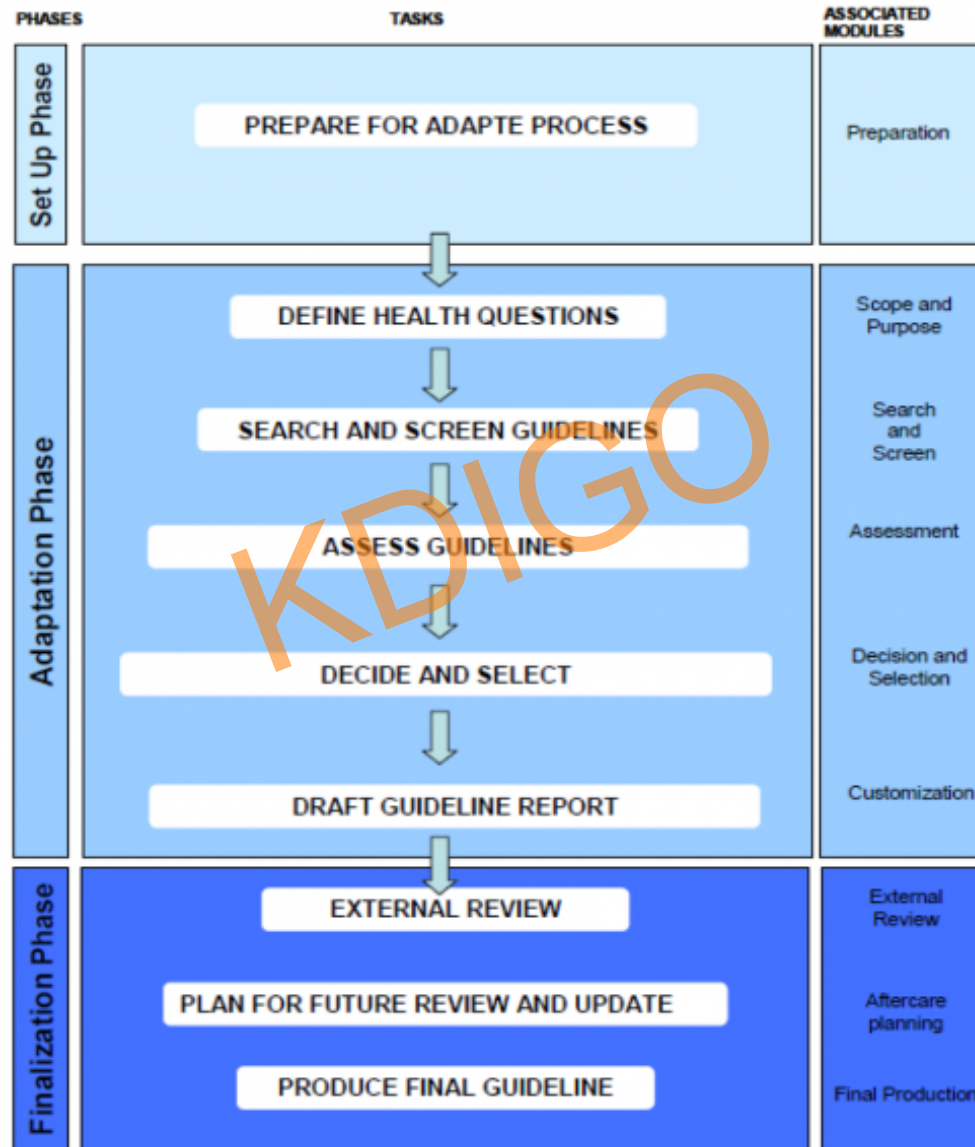 PHASES
TASKS
ASSOCIATED
MODULES
Set Up Phase
PREPARE FOR ADAPTE PROCESS
Preparation
Adaptation Phase
DEFINE HEALTH QUESTIONS
Scope and
Purpose
SEARCH AND SCREEN GUIDELINES
Search
and
Screen
ASSESS GUIDELINES
Assessment
DECIDE AND SELECT
Decision and
Selection
DRAFT GUIDELINE REPORT
Customization
KDIGO
Finalization Phase
EXTERNAL REVIEW
External
Review
PLAN FOR FUTURE REVIEW AND UPDATE
Aftercare
planning
PRODUCE FINAL GUIDELINE
Final Production